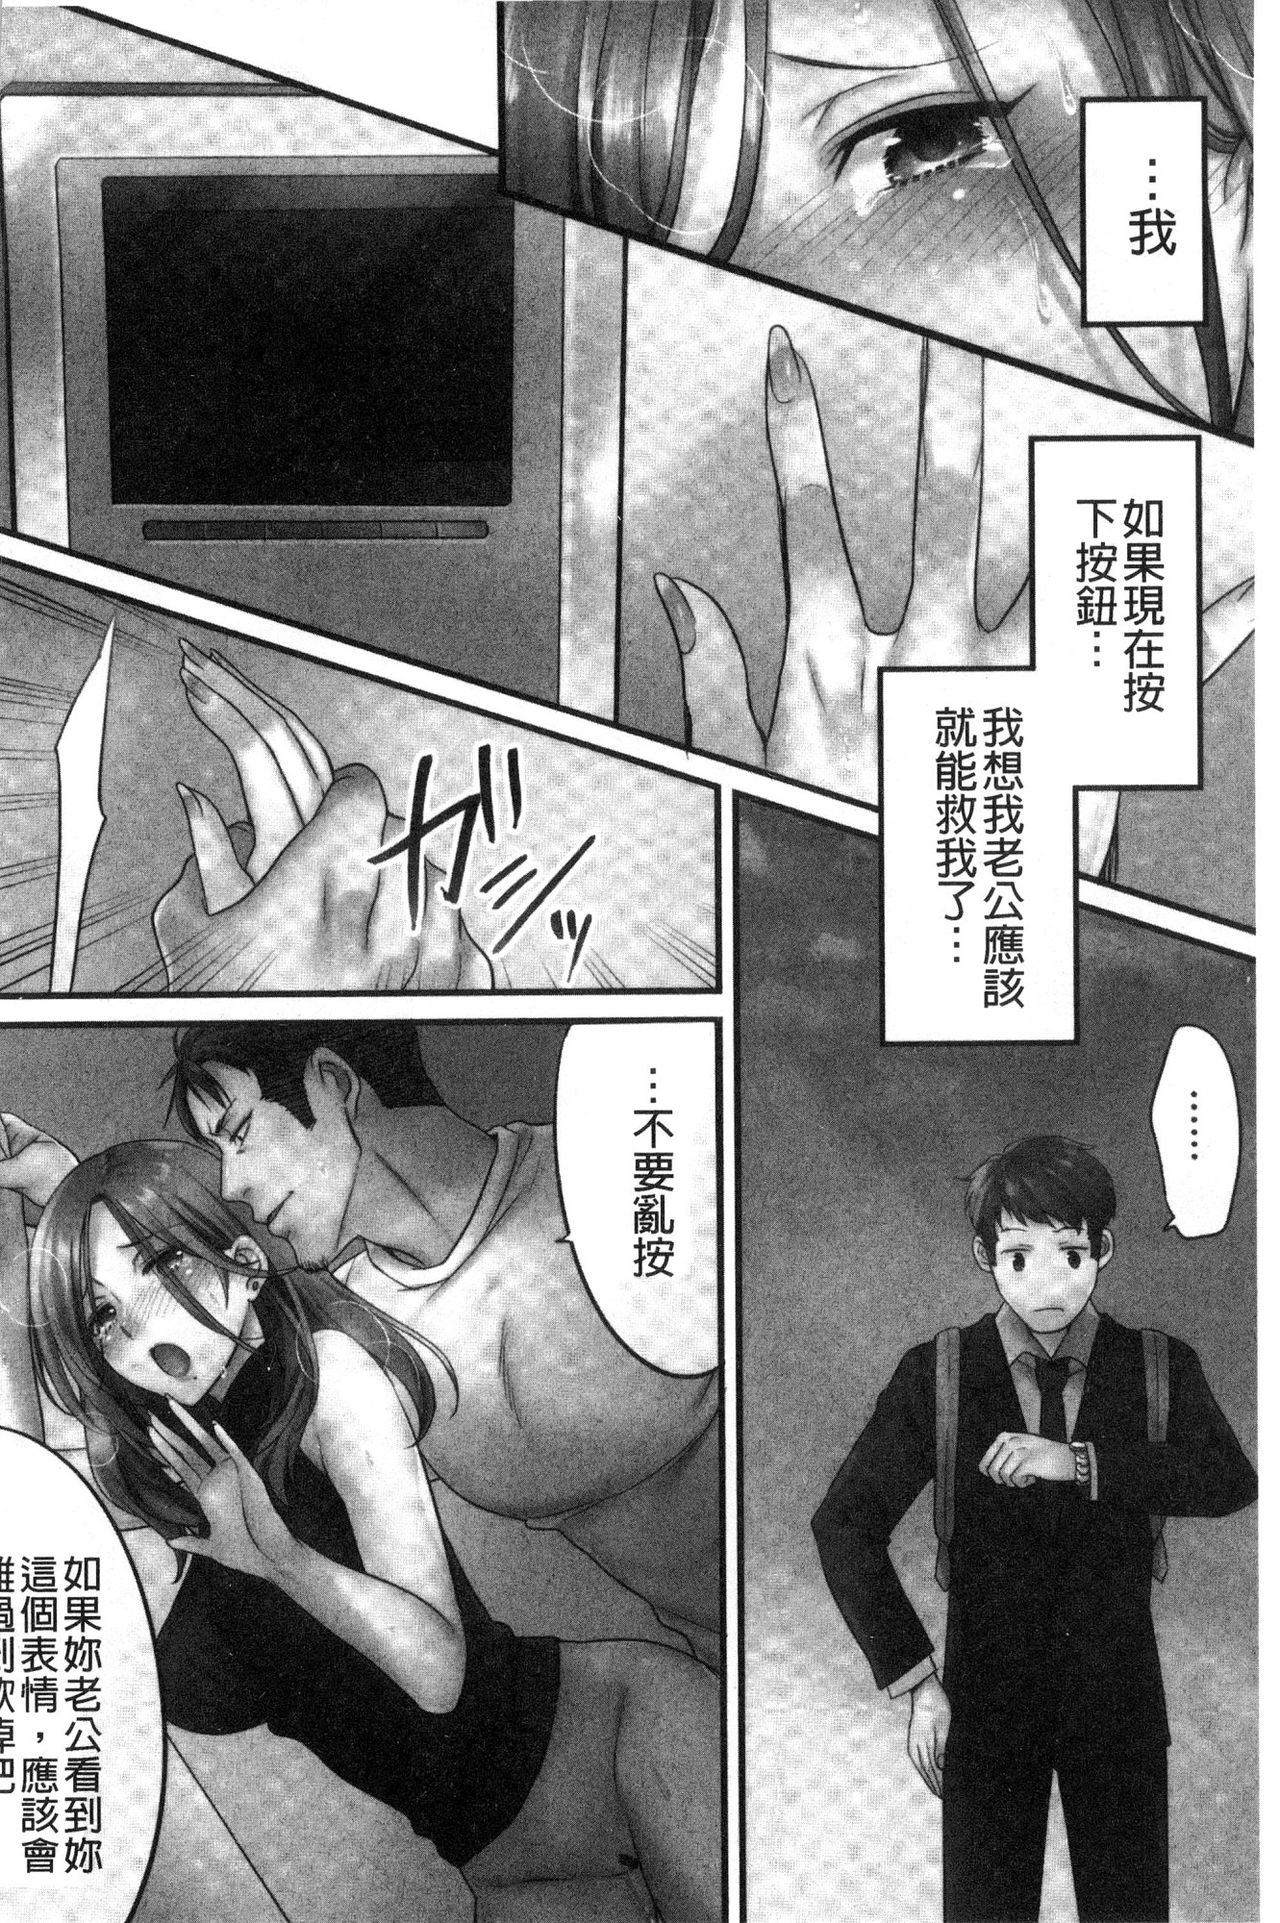 …我
如果現在按
下按鈕…
我想我老公應該
就能救我了…
……
ガシッ
…不要亂按
如果妳老公看到妳
這個表情，應該會